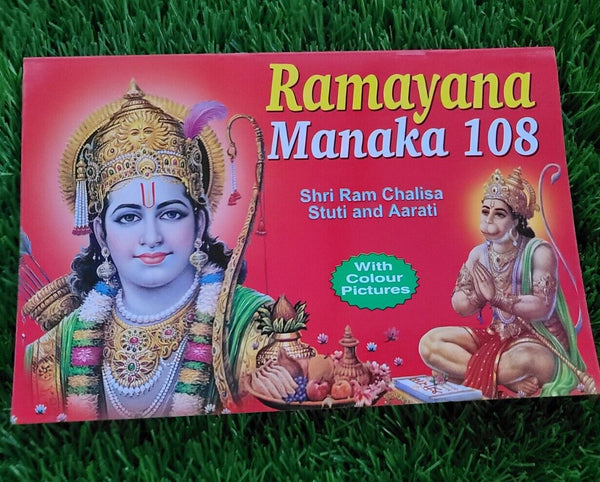 Ramayana
Manaka 108
Shri Ram Chalisa
Stuti and Aarati
With
Colour
Pictures